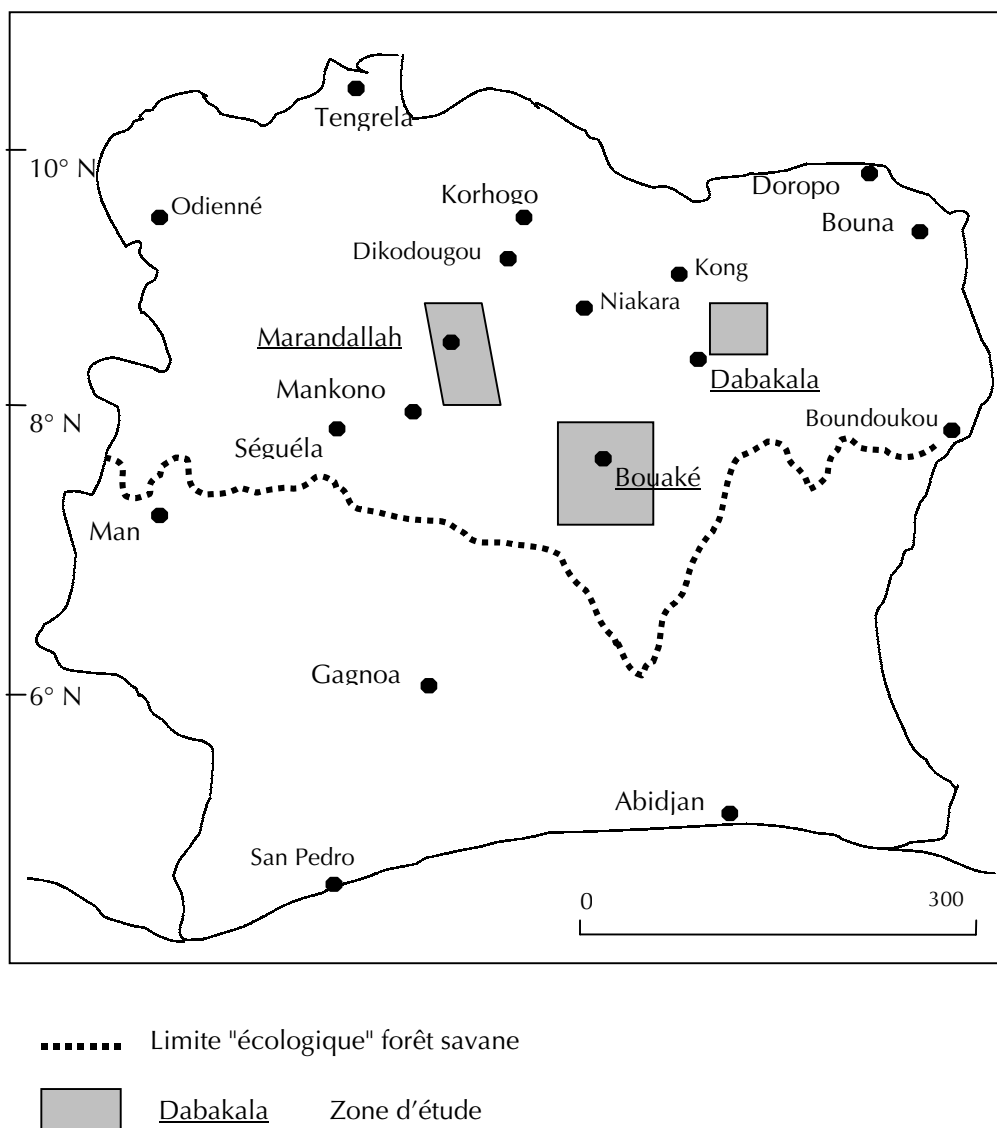 Tengrela
10° N
Doropo
Korhogo
Odienné
Bouna
Dikodougou
Kong
Niakara
Marandallah
Dabakala
Mankono
8° N
Boundoukou
Séguéla
Bouaké
Man
Gagnoa
6° N
Abidjan
San Pedro
0 300
Limite "écologique" forêt savane
Dabakala Zone d'étude